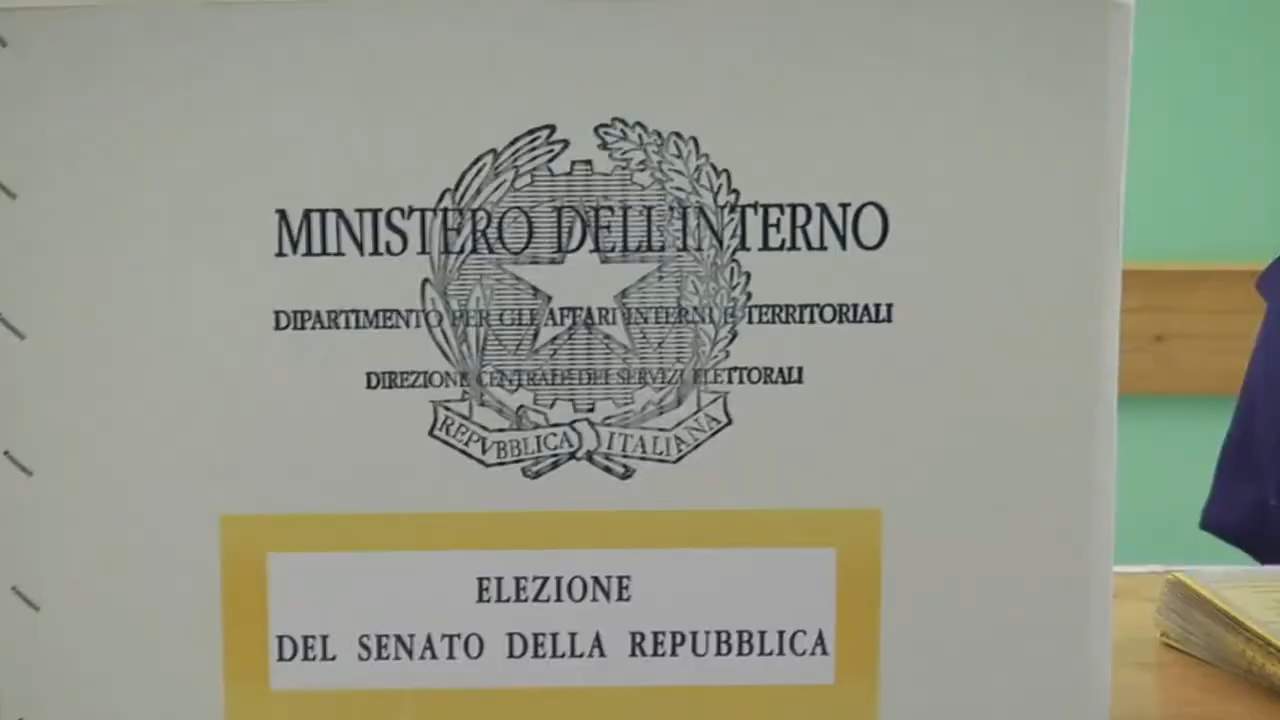 MINISTERO DELL'INTERNO
DIPARTIMENTO PER GLI AFFARI INTERNI E TERRITORIALI
DIREZIONE CENTRALE DEI SERVIZI ELETTORALI
REPVBBLICA ITALIANA
ELEZIONE
DEL SENATO DELLA REPUBBLICA